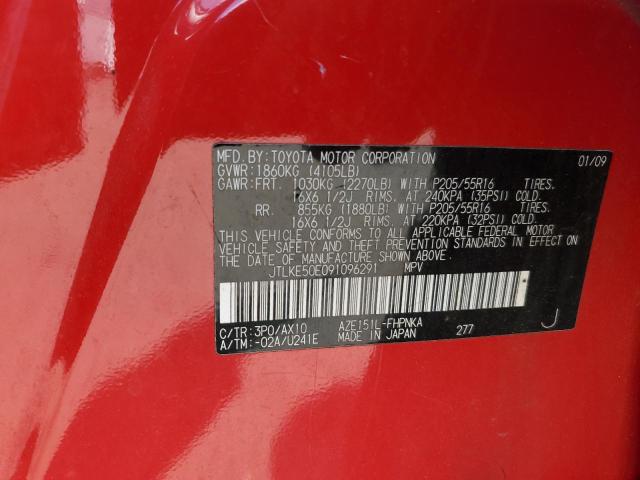 MFD.BY: TOYOTA MOTOR CORPORATION 01/09
GVWR: 1860KG (4105LB)
GAWR: FRT. 1030KG (2270LB) WITH P205/55R16 TIRES,
16X6 1/2J RIMS, AT 240KPA (35PSI) COLD.
RR. 855KG (1880LB) WITH P205/55R16 TIRES,
16X6 1/2J RIMS, AT 220KPA (32PSI) COLD.
THIS VEHICLE CONFORMS TO ALL APPLICABLE FEDERAL MOTOR
VEHICLE SAFETY AND THEFT PREVENTION STANDARDS IN
EFFECT ON THE DATE OF MANUFACTURE SHOWN ABOVE.
JTLKE50E091096291 MPV
C/TR: 3P0/AX10 AZE151L-FHPNKA
A/TM: -02A/U241E MADE IN JAPAN 277 J